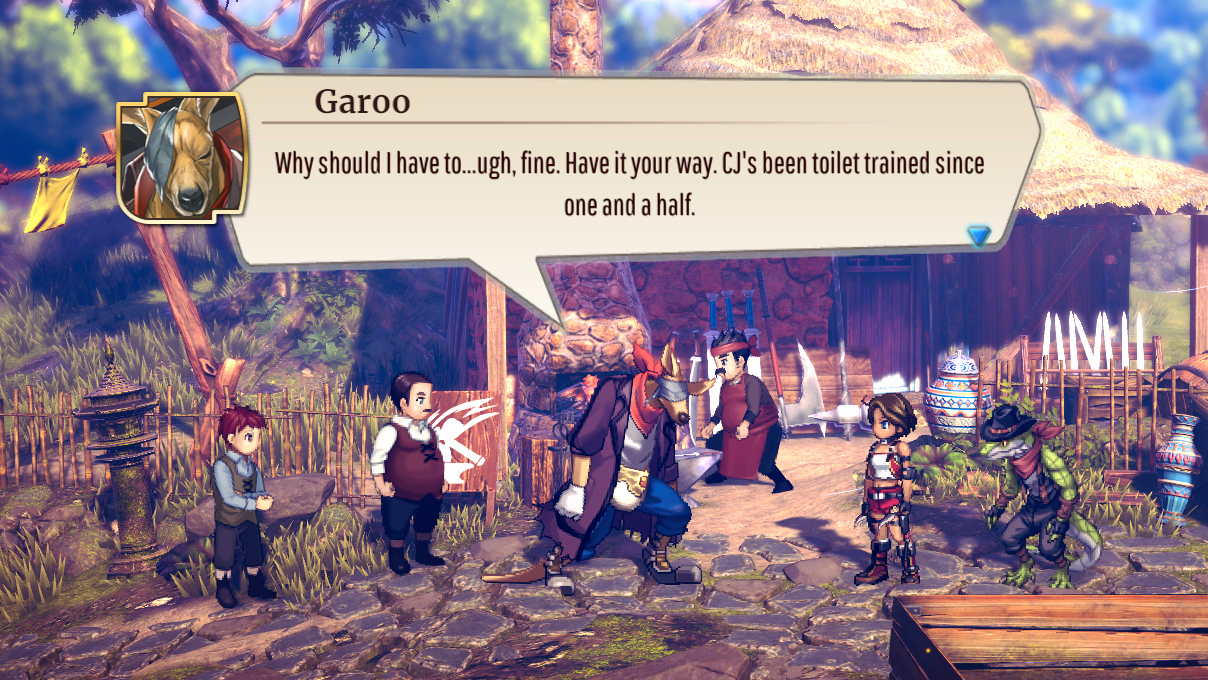 Garoo
Why should I have to...ugh, fine. Have it your way. CJ's been toilet trained since
one and a half.